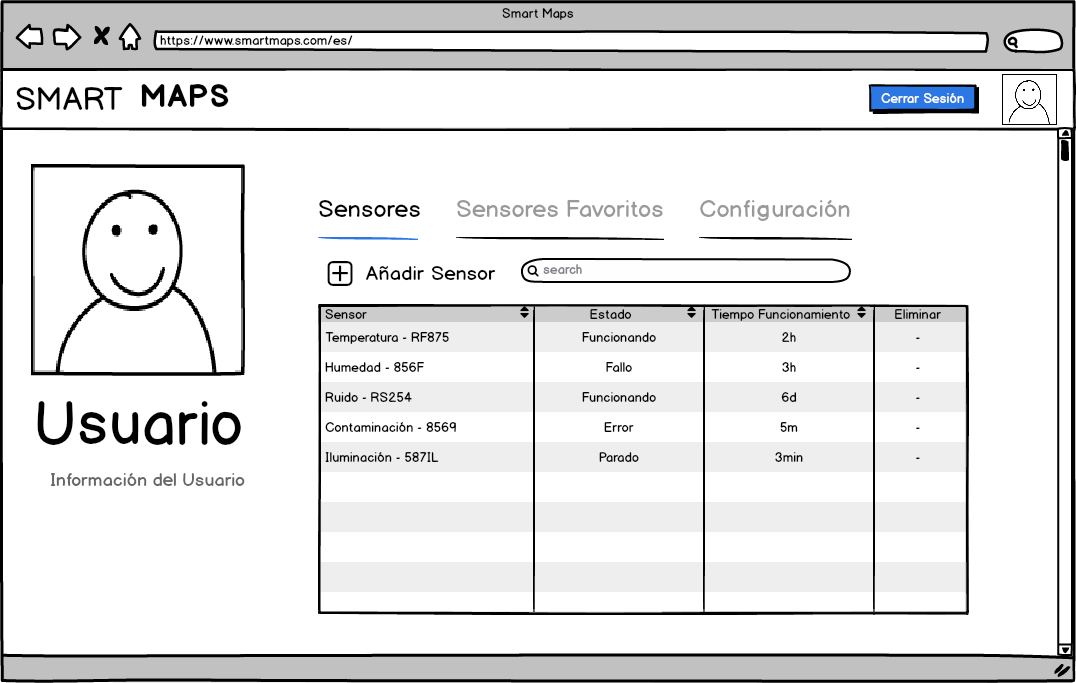 Smart Maps
https://www.smartmaps.com/es/
SMART MAPS
Cerrar Sesión
Sensores Sensores Favoritos Configuración
Añadir Sensor search
Sensor Estado Tiempo Funcionamiento Eliminar
Temperatura - RF875 Funcionando 2h -
Humedad - 856F Fallo 3h -
Ruido - RS254 Funcionando 6d -
Contaminación - 8569 Error 5m -
Iluminación - 587IL Parado 3min -
Usuario
Información del Usuario